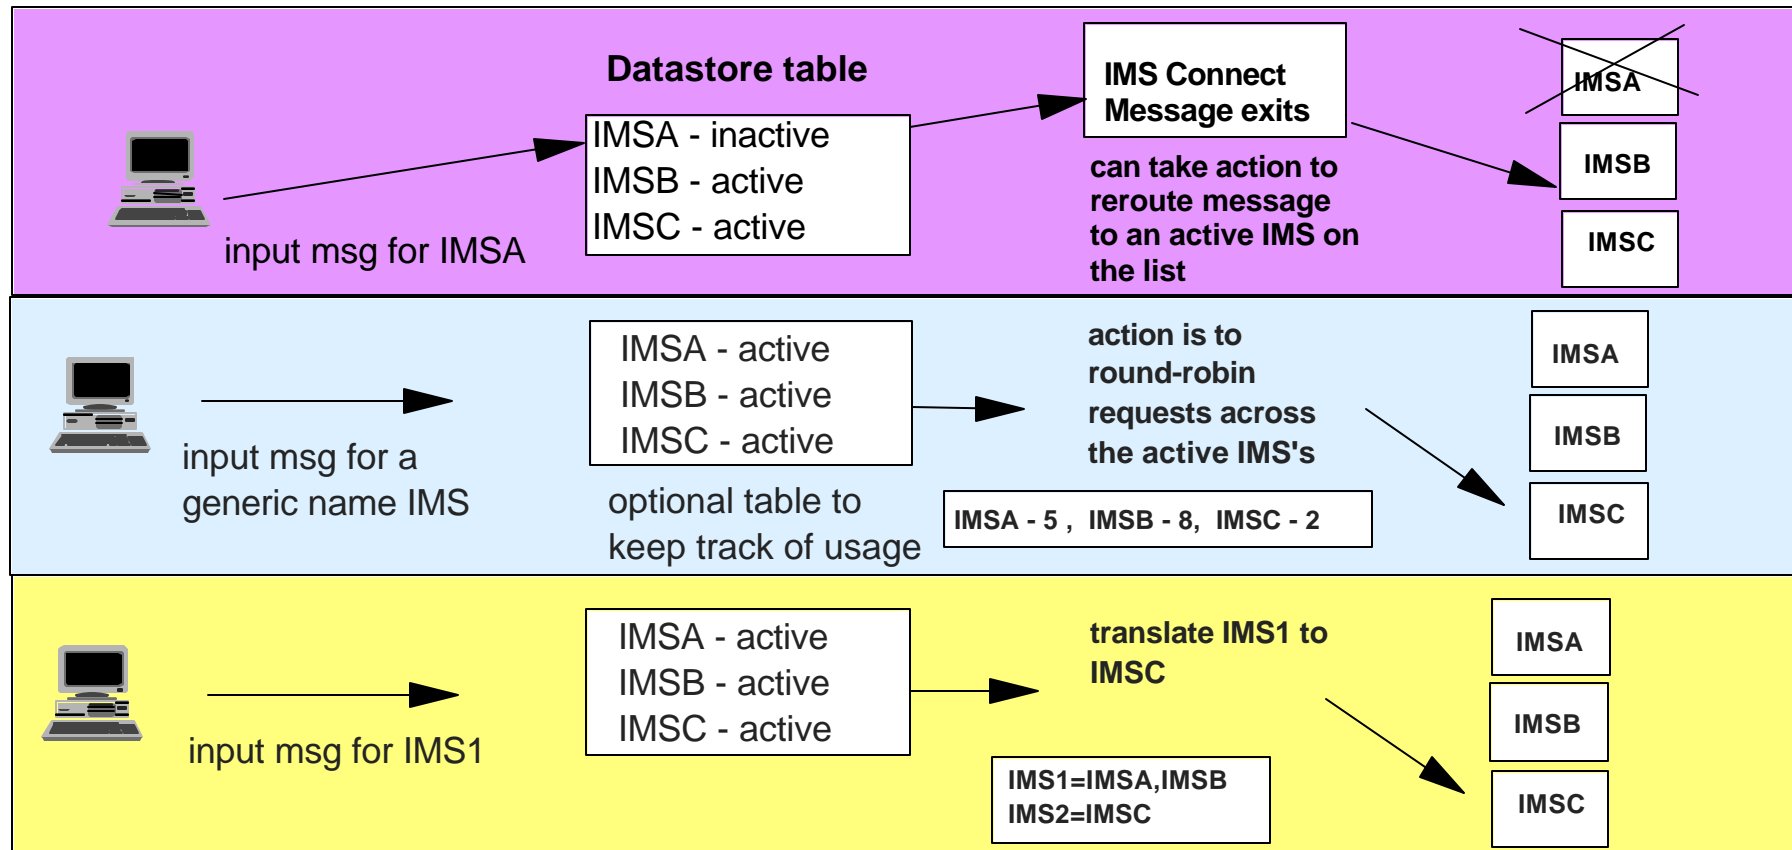 Datastore table
IMSA - inactive
IMSB - active
IMSC - active
input msg for IMSA
IMS Connect
Message exits
can take action to
reroute message
to an active IMS on
the list
IMSA
IMSB
IMSC
input msg for a
generic name IMS
IMSA - active
IMSB - active
IMSC - active
optional table to
keep track of usage
action is to
round-robin
requests across
the active IMS's
IMSA - 5 , IMSB - 8, IMSC - 2
IMSA
IMSB
IMSC
input msg for IMS1
IMSA - active
IMSB - active
IMSC - active
translate IMS1 to
IMSC
IMS1=IMSA,IMSB
IMS2=IMSC
IMSA
IMSB
IMSC